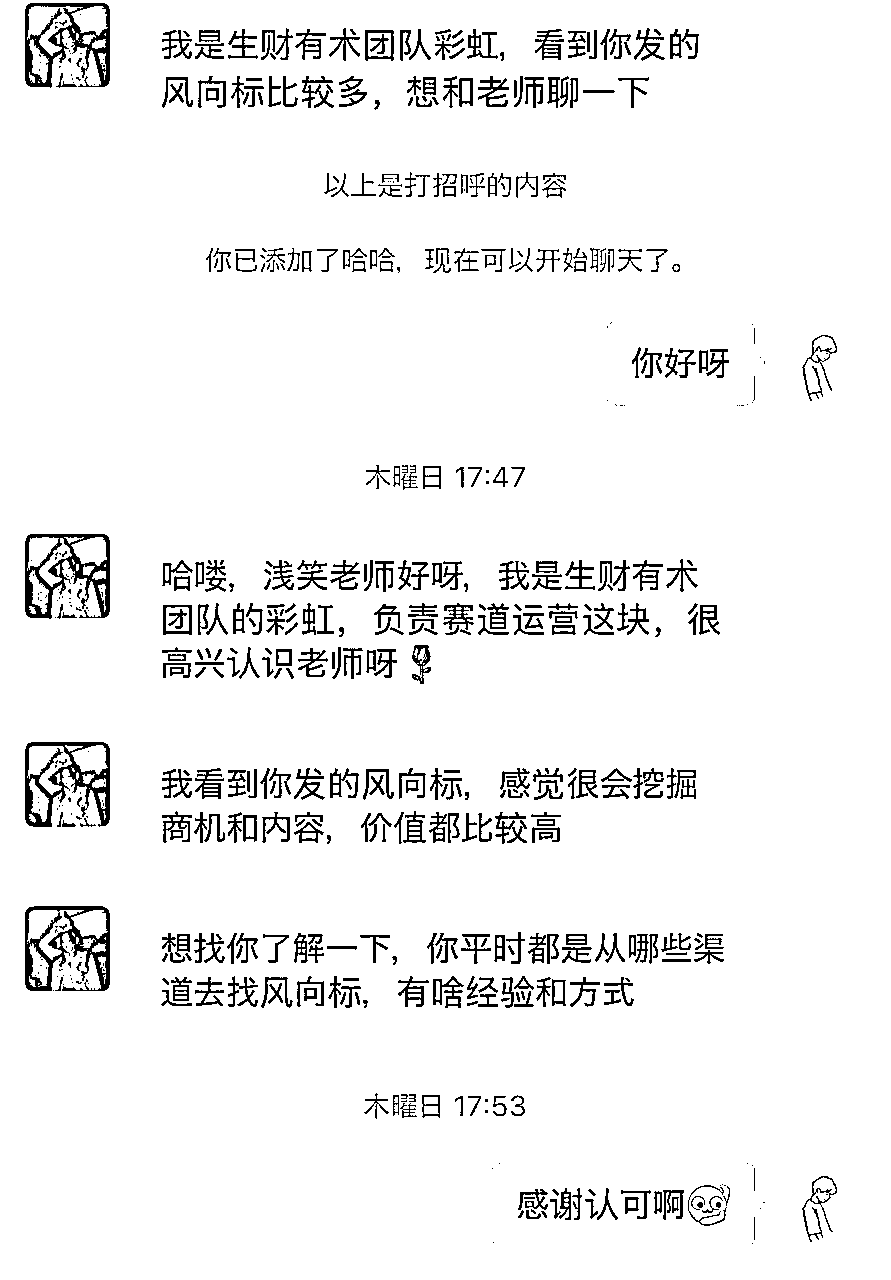 我是生财有术团队彩虹，看到你发的
风向标比较多，想和老师聊一下
以上是打招呼的内容
你已添加了哈哈，现在可以开始聊天了。
你好呀
木曜日 17:47
哈喽，浅笑老师好呀，我是生财有术
团队的彩虹，负责赛道运营这块，很
高兴认识老师呀🌹
我看到你发的风向标，感觉很会挖掘
商机和内容，价值都比较高
想找你了解一下，你平时都是从哪些渠
道去找风向标，有啥经验和方式
木曜日 17:53
感谢认可啊